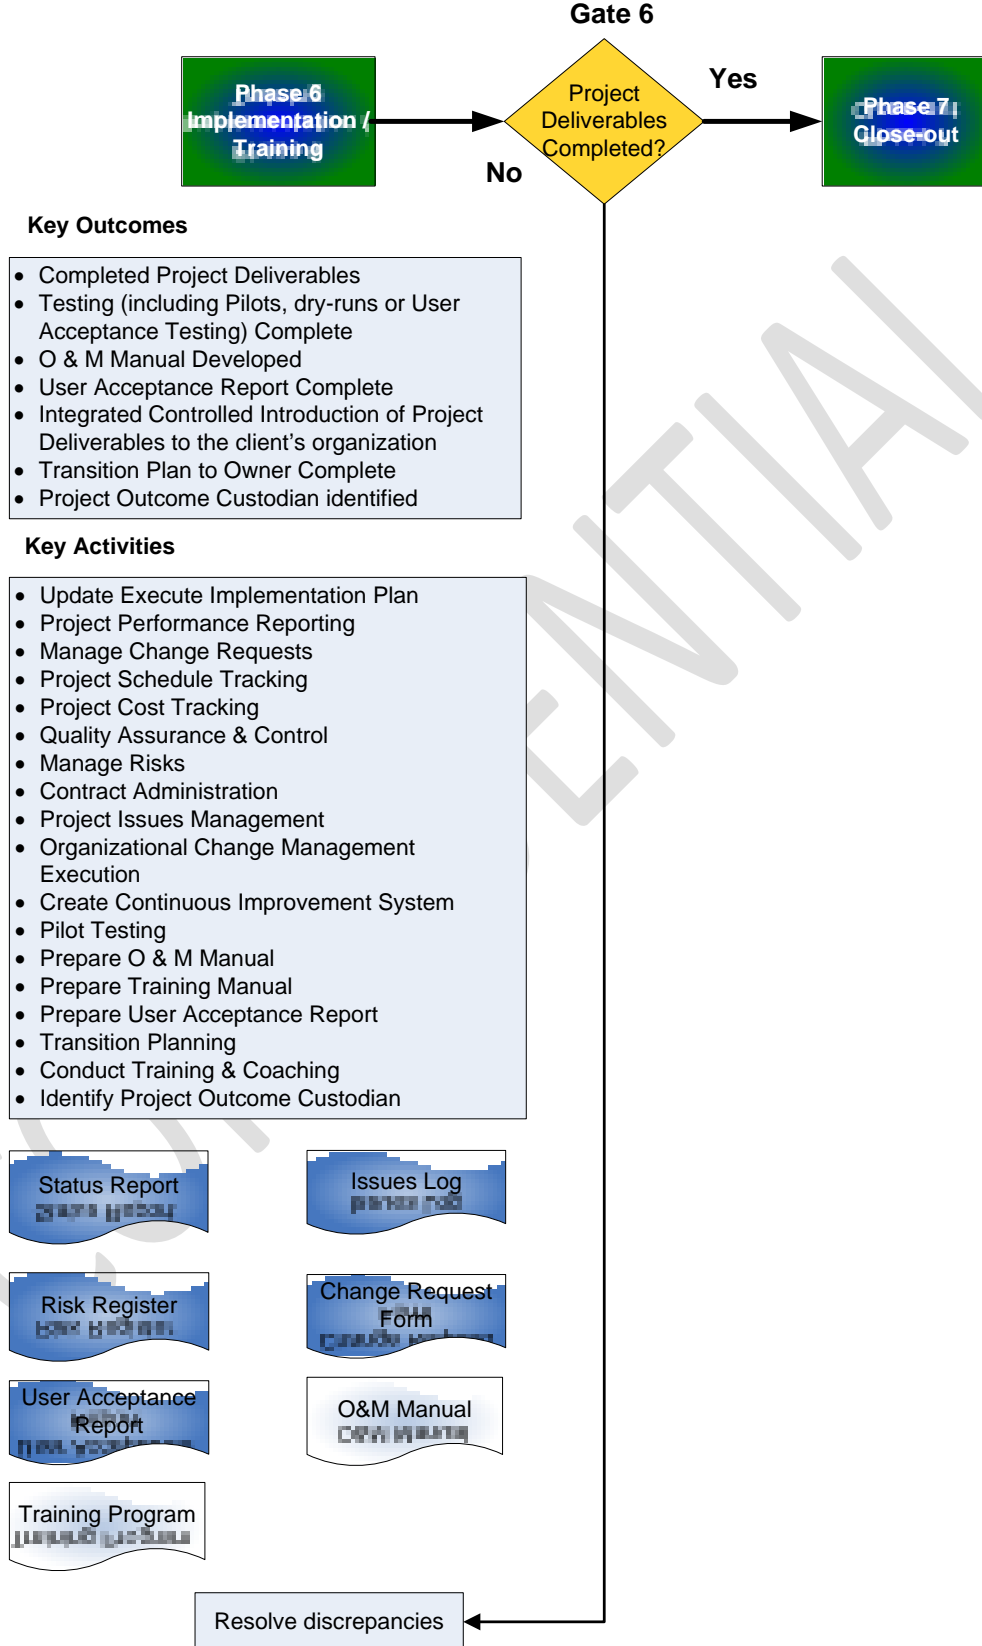 Gate 6
Phase 6
Implementation /
Training
Project
Deliverables
Completed?
Yes
No
Phase 7
Close-out
Key Outcomes
• Completed Project Deliverables
• Testing (including Pilots, dry-runs or User
Acceptance Testing) Complete
• O & M Manual Developed
• User Acceptance Report Complete
• Integrated Controlled Introduction of Project
Deliverables to the client's organization
• Transition Plan to Owner Complete
• Project Outcome Custodian identified
Key Activities
• Update Execute Implementation Plan
• Project Performance Reporting
• Manage Change Requests
• Project Schedule Tracking
• Project Cost Tracking
• Quality Assurance & Control
• Manage Risks
• Contract Administration
• Project Issues Management
• Organizational Change Management
Execution
• Create Continuous Improvement System
• Pilot Testing
• Prepare O & M Manual
• Prepare Training Manual
• Prepare User Acceptance Report
• Transition Planning
• Conduct Training & Coaching
• Identify Project Outcome Custodian
Status Report
Issues Log
Risk Register
Change Request
Form
User Acceptance
Report
O&M Manual
Training Program
Resolve discrepancies